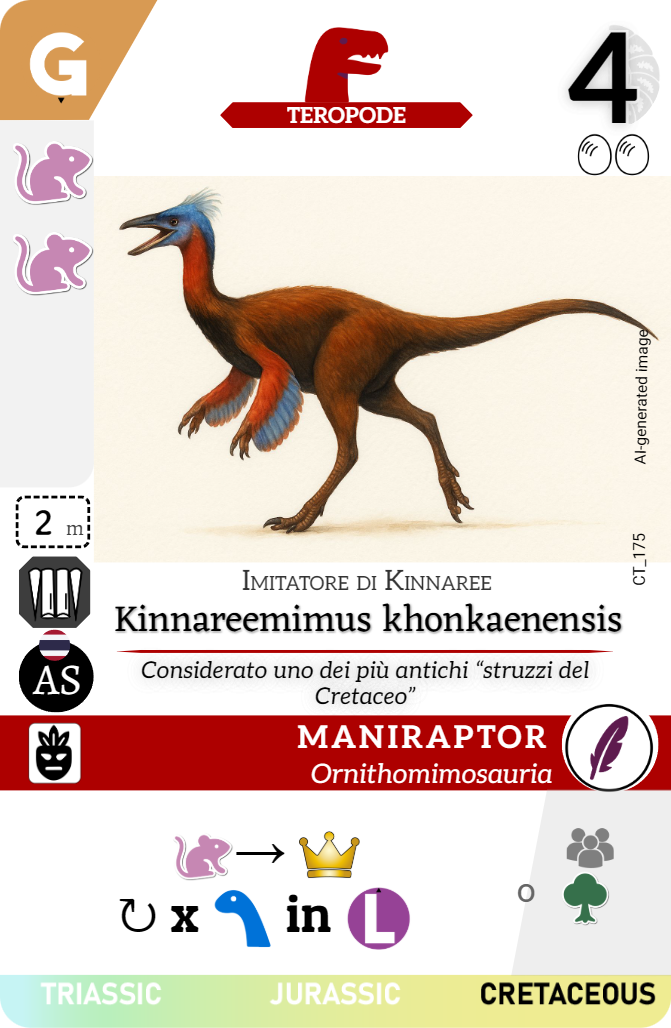 G
TEROPODE
4
AI-generated image
2 m
CT_175
IMITATORE DI KINNAREE
Kinnareemimus khonkaenensis
AS
Considerato uno dei più antichi “struzzi del
Cretaceo”
MANIRAPTOR
Ornithomimosauria
→
↻ x in L
o
TRIASSIC JURASSIC CRETACEOUS